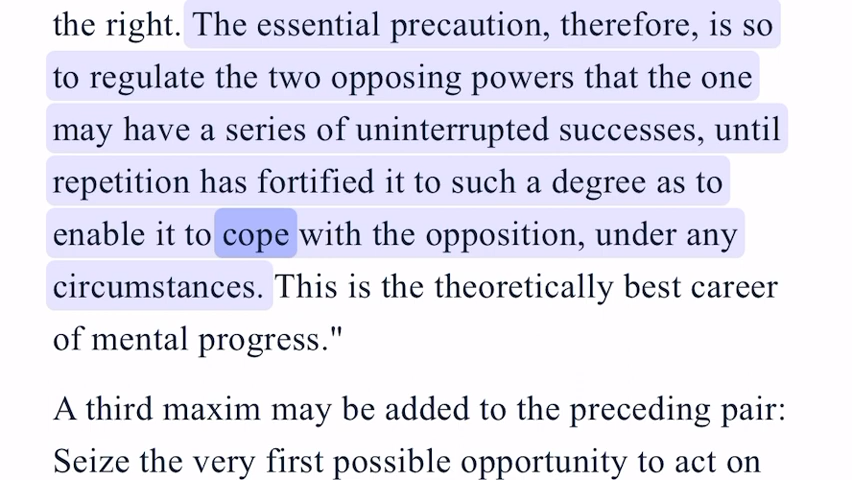 the right. The essential precaution, therefore, is so
to regulate the two opposing powers that the one
may have a series of uninterrupted successes, until
repetition has fortified it to such a degree as to
enable it to cope with the opposition, under any
circumstances. This is the theoretically best career
of mental progress."
A third maxim may be added to the preceding pair:
Seize the very first possible opportunity to act on